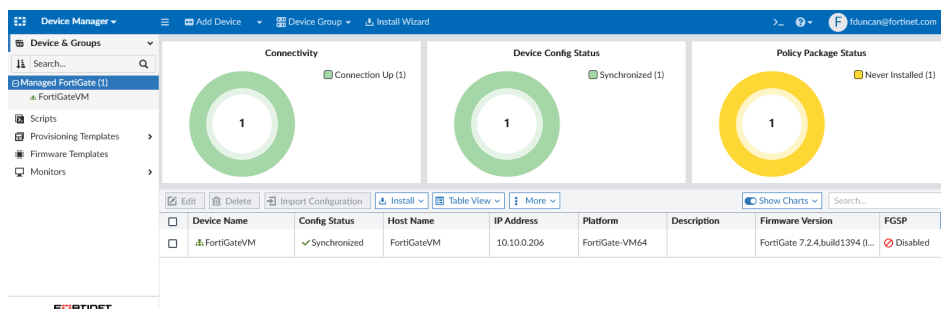 Device Manager
Add Device
Device Group
Install Wizard
>_
?
F
fduncan@fortinet.com
Device & Groups
Search...
Managed FortiGate (1)
FortiGateVM
Scripts
Provisioning Templates
Firmware Templates
Monitors
Connectivity
Connection Up (1)
1
Device Config Status
Synchronized (1)
1
Policy Package Status
Never Installed (1)
1
Edit Delete Import Configuration Install Table View More Show Charts Search...
Device Name Config Status Host Name IP Address Platform Description Firmware Version FGSP
FortiGateVM Synchronized FortiGateVM 10.10.0.206 FortiGate-VM64 FortiGate 7.2.4,build1394 (I... Disabled
FORTINET